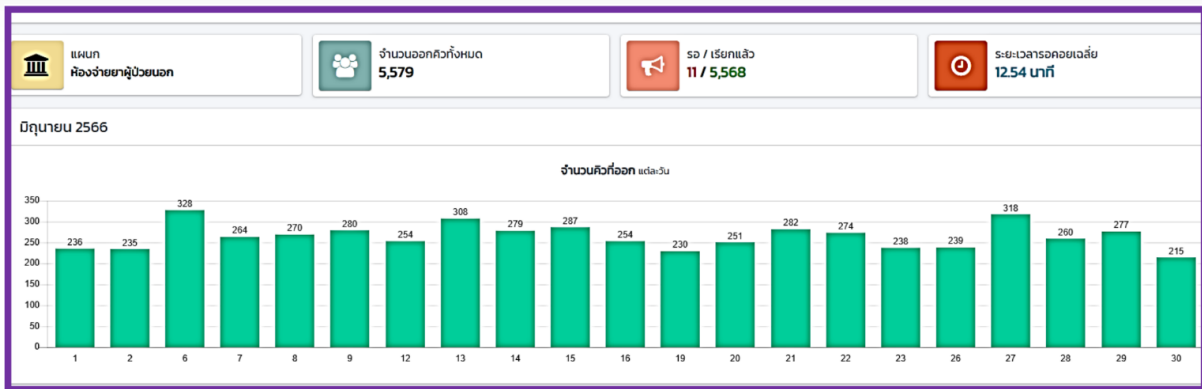 แผนก
ห้องจ่ายยาผู้ป่วยนอก
จำนวนออกคิวทั้งหมด
5,579
รอ / เรียกแล้ว
11 / 5,568
ระยะเวลารอคอยเฉลี่ย
12.54 นาที
มิถุนายน 2566
จำนวนคิวที่ออก แต่ละวัน
350
300
250
200
150
100
50
0
236 235 328 264 270 280 254 308 279 287 254 230 251 282 274 238 239 318 260 277 215
1 2 6 7 8 9 12 13 14 15 16 19 20 21 22 23 26 27 28 29 30